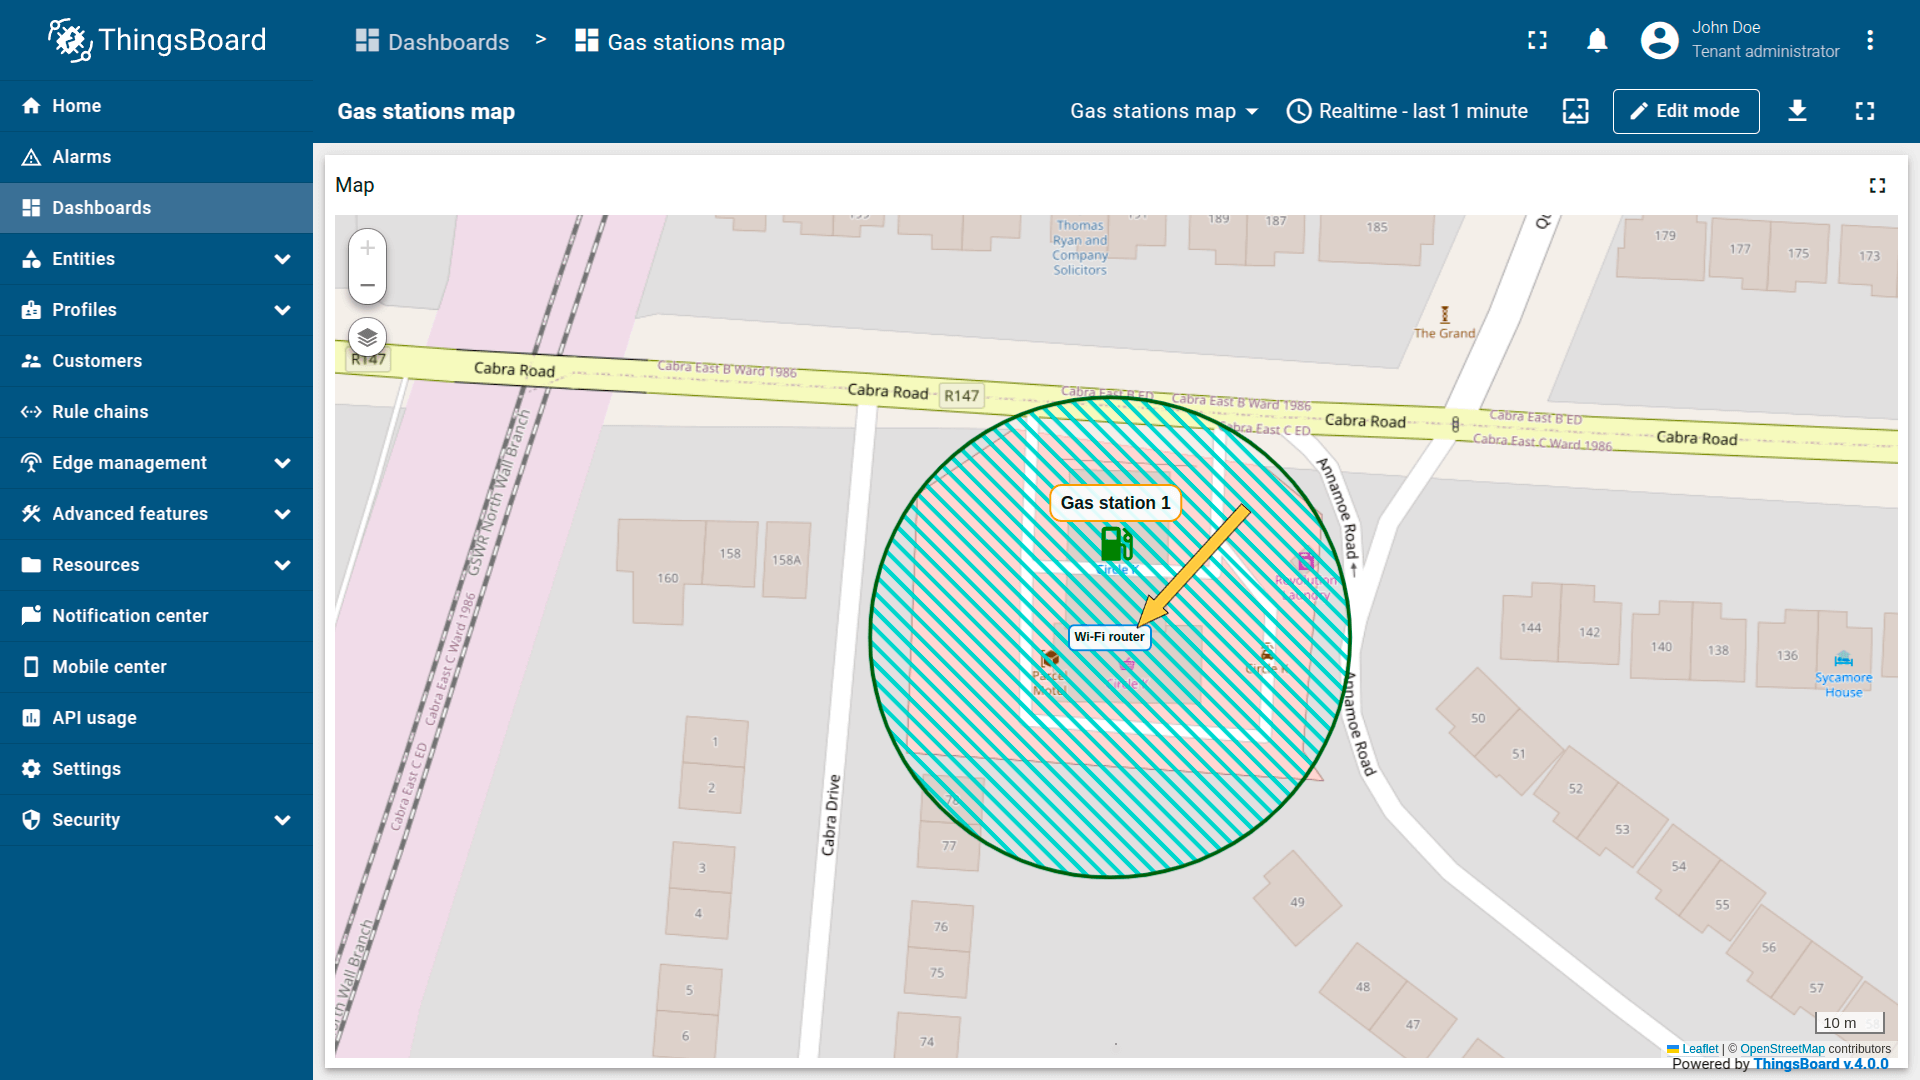 ThingsBoard
Dashboards > Gas stations map
John Doe
Tenant administrator
Home
Alarms
Dashboards
Entities
Profiles
Customers
Rule chains
Edge management
Advanced features
Resources
Notification center
Mobile center
API usage
Settings
Security
Gas stations map
Gas stations map
Realtime - last 1 minute
Edit mode
Map
+
−
Thomas
Ryan and
Company
Solicitors
189
187
185
179
177
175
173
The Grand
R147
Cabra Road
Cabra East B Ward 1986
Cabra Road
R147
Cabra East B ED
Cabra East B Ward 1986
Cabra East C ED
Cabra Road
Cabra East B ED
Cabra East C Ward 1986
Cabra Road
GSWR North Wall Branch
Cabra East C Ward 1986
Cabra East C ED
North Wall Branch
Annamoe Road
Annamoe Road
Cabra Drive
Gas station 1
Circle K
Wi-Fi router
Revolution
Laundry
Parcel
Motel
Circle K
Circle K
160
158
158A
144
142
140
138
136
Sycamore
House
1
2
3
4
5
6
78
77
76
75
74
50
51
52
53
54
55
56
57
49
48
47
10 m
Leaflet | © OpenStreetMap contributors
Powered by ThingsBoard v.4.0.0